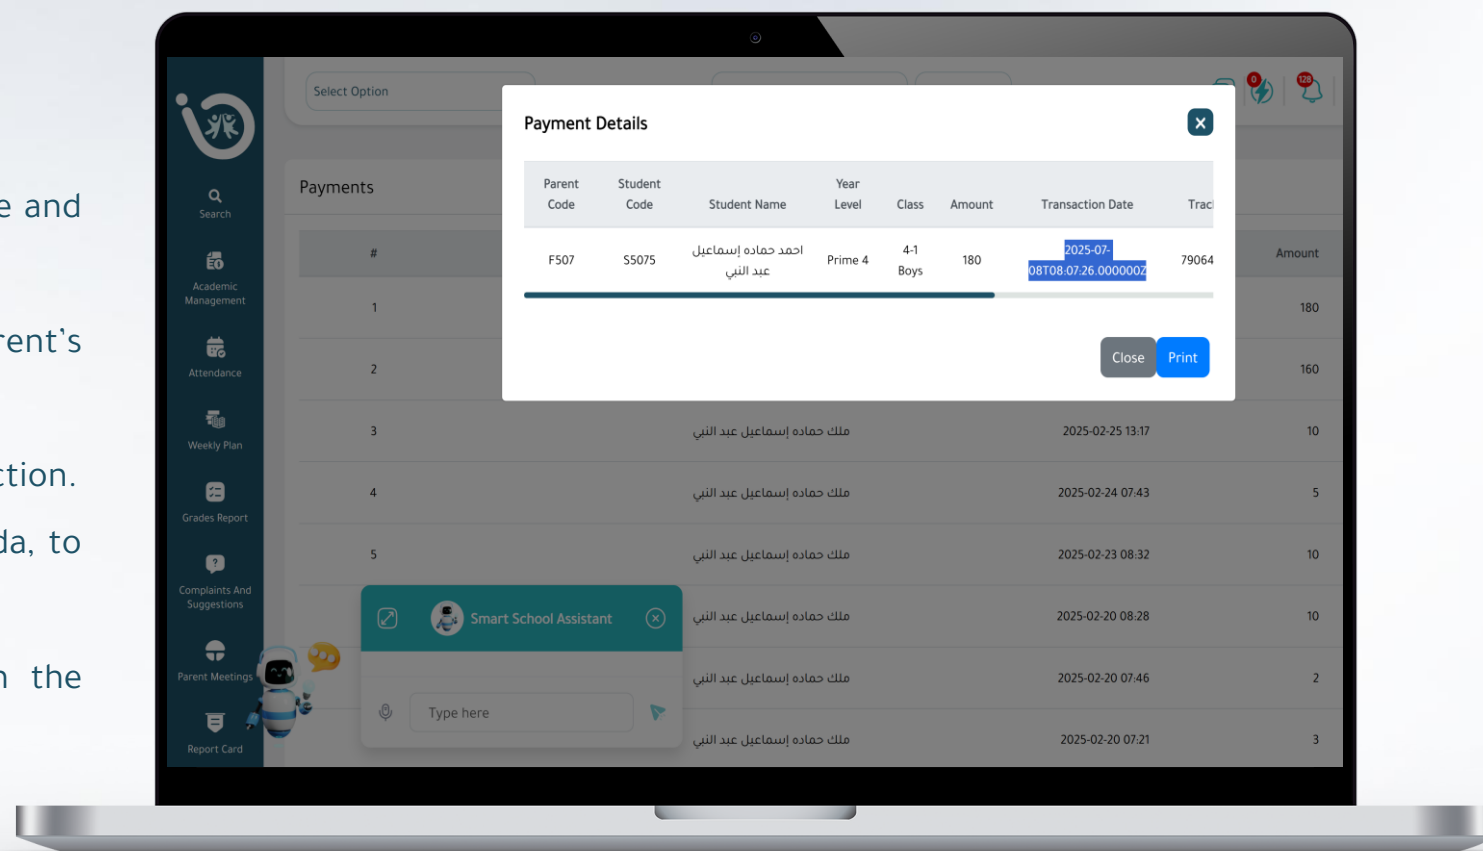 e and
rent's
ction.
da, to
n the
Select Option
0
128
Search
Academic
Management
Attendance
Weekly Plan
Grades Report
Complaints And
Suggestions
Parent Meetings
Report Card
Payments
#
Amount
1
180
2
160
3 ملك حماده إسماعيل عبد النبي 2025-02-25 13:17 10
4 ملك حماده إسماعيل عبد النبي 2025-02-24 07:43 5
5 ملك حماده إسماعيل عبد النبي 2025-02-23 08:32 10
ملك حماده إسماعيل عبد النبي 2025-02-20 08:28 10
ملك حماده إسماعيل عبد النبي 2025-02-20 07:46 2
ملك حماده إسماعيل عبد النبي 2025-02-20 07:21 3
Payment Details
X
Parent
Code
Student
Code
Student Name
Year
Level
Class
Amount
Transaction Date
Trac
F507
S5075
احمد حماده إسماعيل
عبد النبي
Prime 4
4-1
Boys
180
2025-07-
08T08:07:26.000000Z
79064
Close
Print
Smart School Assistant
Type here